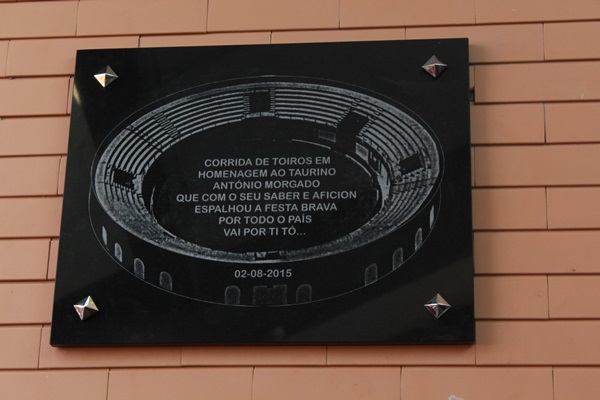 CORRIDA DE TOIROS EM
HOMENAGEM AO TAURINO
ANTÓNIO MORGADO
QUE COM O SEU SABER E AFICION
ESPALHOU A FESTA BRAVA
POR TODO O PAÍS
VAI POR TI TÓ...
02-08-2015